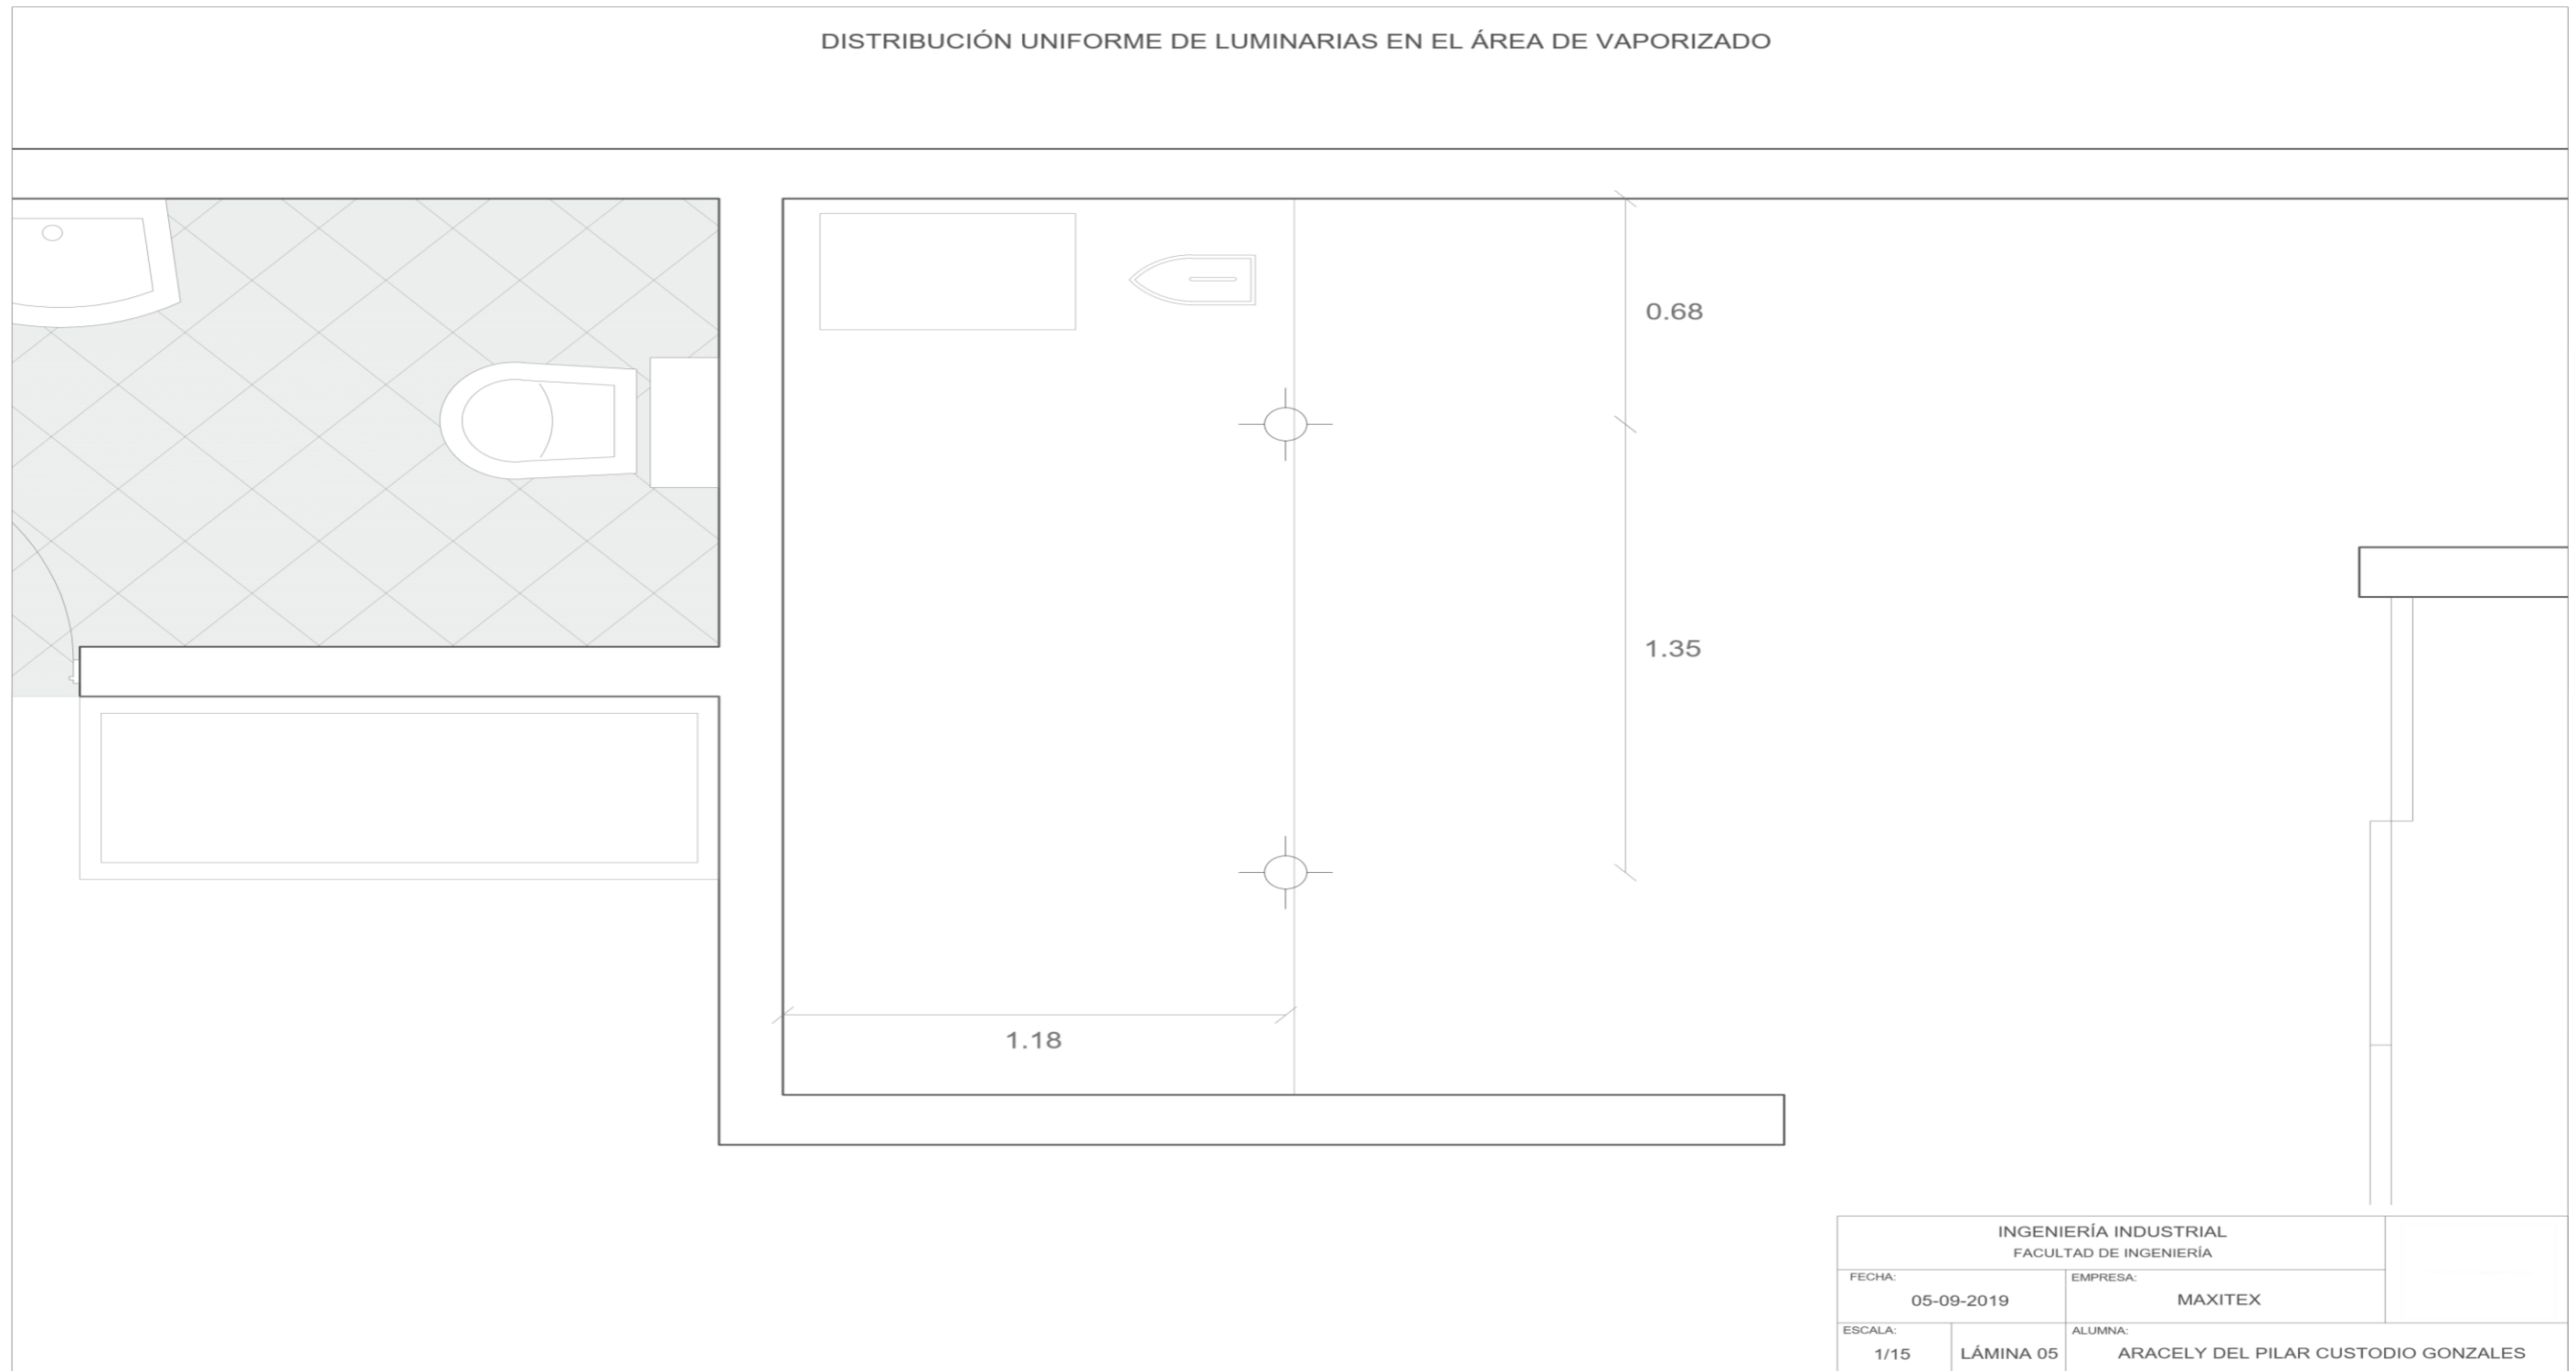 DISTRIBUCIÓN UNIFORME DE LUMINARIAS EN EL ÁREA DE VAPORIZADO
0.68
1.35
1.18
INGENIERÍA INDUSTRIAL
FACULTAD DE INGENIERÍA
FECHA:
05-09-2019
EMPRESA:
MAXITEX
ESCALA:
1/15
LÁMINA 05
ALUMNA:
ARACELY DEL PILAR CUSTODIO GONZALES